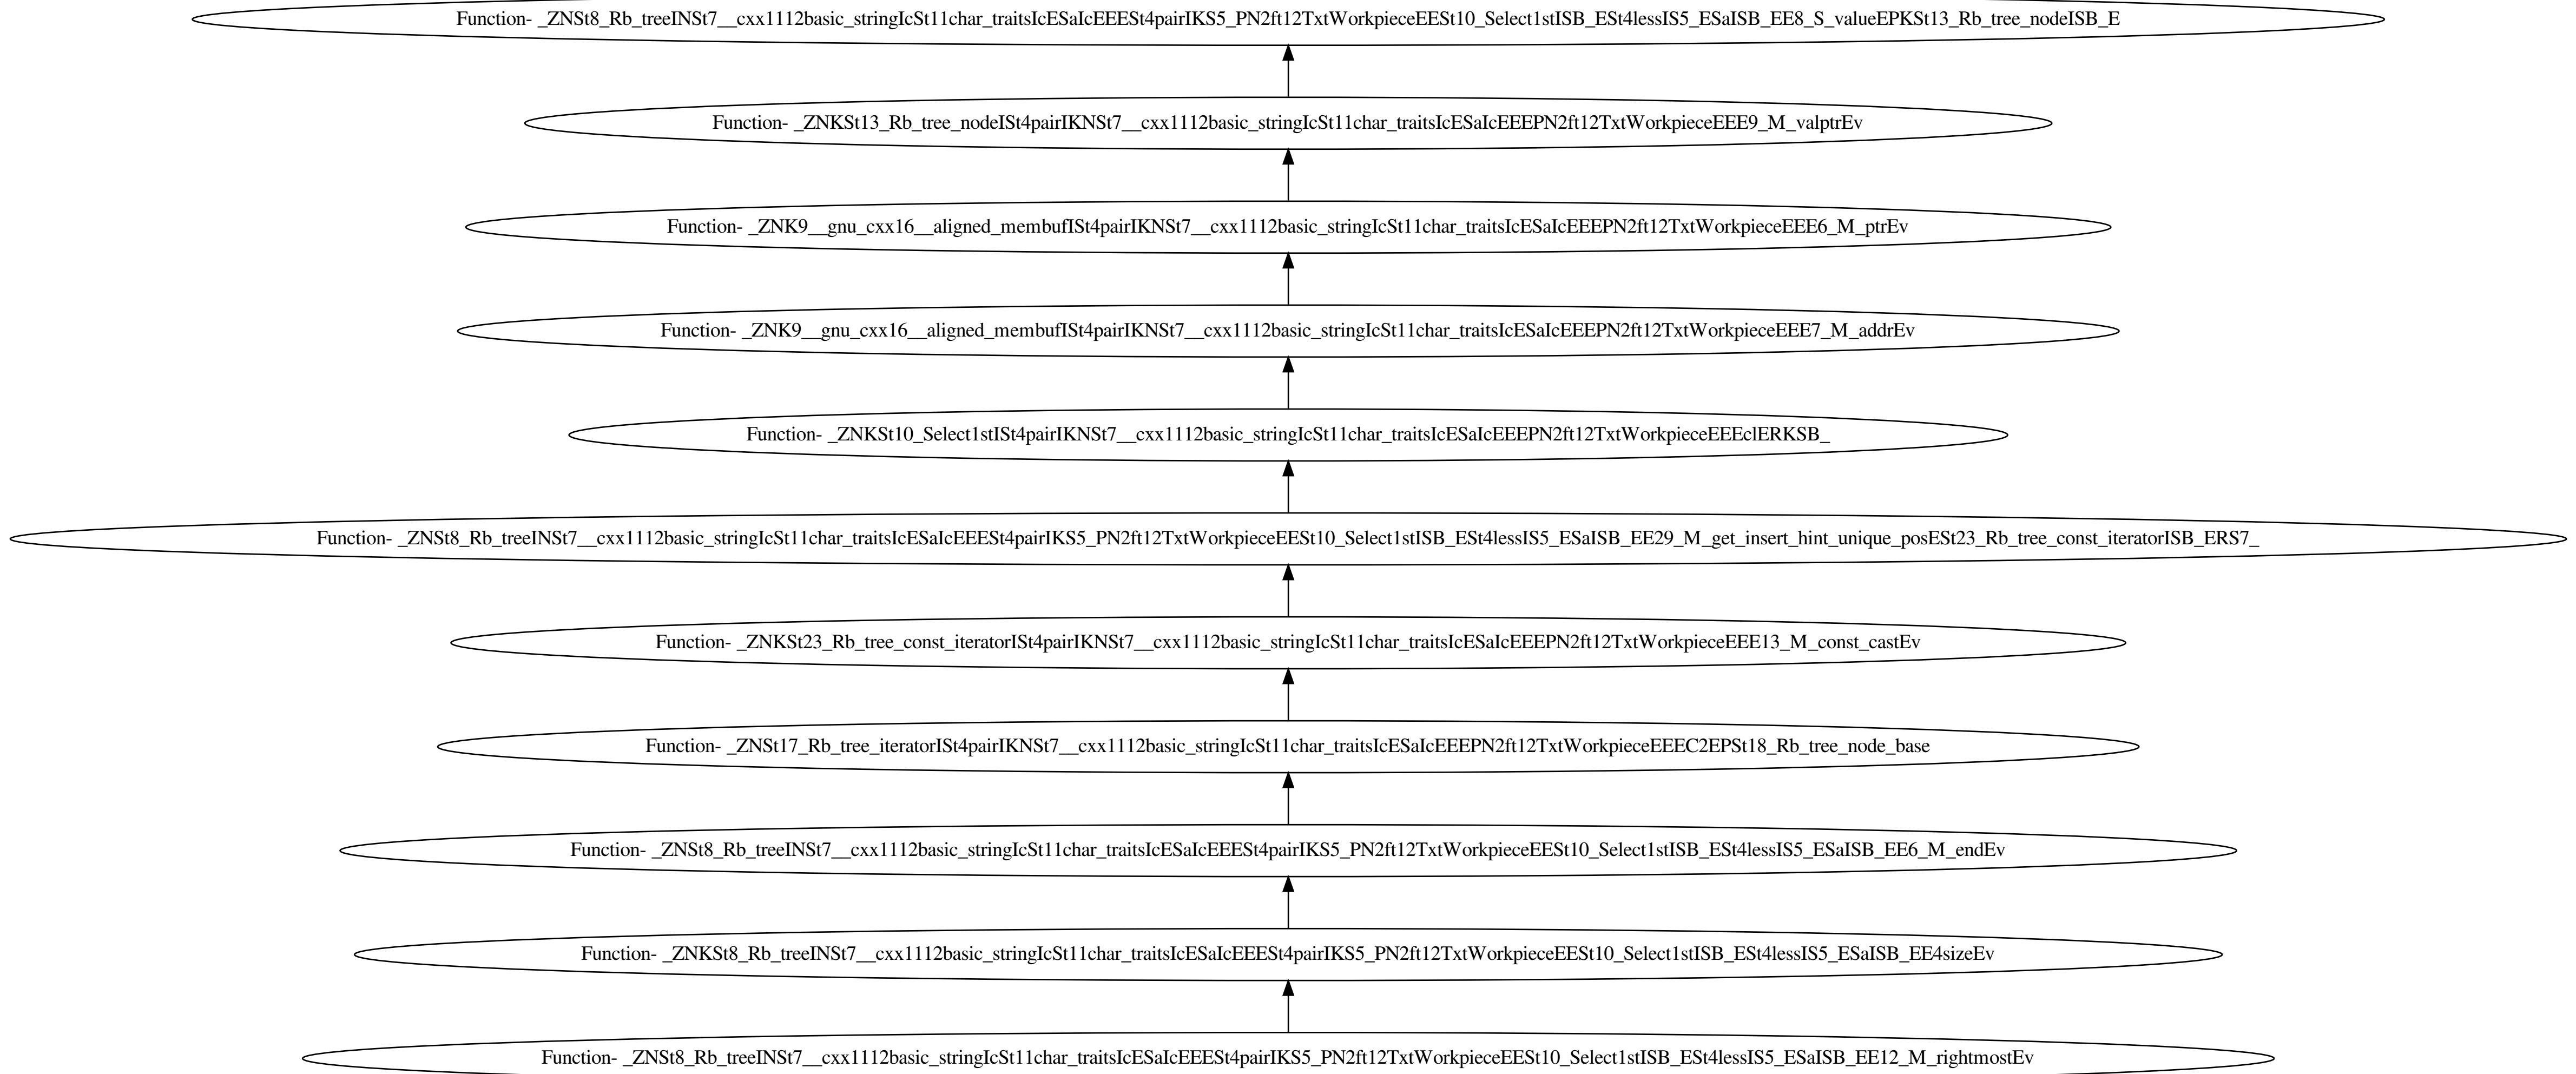 Function- _ZNSt8_Rb_treeINSt7__cxx1112basic_stringIcSt11char_traitsIcESaIcEEESt4pairIKS5_PN2ft12TxtWorkpieceEESt10_Select1stISB_ESt4lessIS5_ESaISB_EE8_S_valueEPKSt13_Rb_tree_nodeISB_E
Function- _ZNKSt13_Rb_tree_nodeISt4pairIKNSt7__cxx1112basic_stringIcSt11char_traitsIcESaIcEEEPN2ft12TxtWorkpieceEEE9_M_valptrEv
Function- _ZNK9__gnu_cxx16__aligned_membufISt4pairIKNSt7__cxx1112basic_stringIcSt11char_traitsIcESaIcEEEPN2ft12TxtWorkpieceEEE6_M_ptrEv
Function- _ZNK9__gnu_cxx16__aligned_membufISt4pairIKNSt7__cxx1112basic_stringIcSt11char_traitsIcESaIcEEEPN2ft12TxtWorkpieceEEE7_M_addrEv
Function- _ZNKSt10_Select1stISt4pairIKNSt7__cxx1112basic_stringIcSt11char_traitsIcESaIcEEEPN2ft12TxtWorkpieceEEEclERKSB_
Function- _ZNSt8_Rb_treeINSt7__cxx1112basic_stringIcSt11char_traitsIcESaIcEEESt4pairIKS5_PN2ft12TxtWorkpieceEESt10_Select1stISB_ESt4lessIS5_ESaISB_EE29_M_get_insert_hint_unique_posESt23_Rb_tree_const_iteratorISB_ERS7_
Function- _ZNKSt23_Rb_tree_const_iteratorISt4pairIKNSt7__cxx1112basic_stringIcSt11char_traitsIcESaIcEEEPN2ft12TxtWorkpieceEEE13_M_const_castEv
Function- _ZNSt17_Rb_tree_iteratorISt4pairIKNSt7__cxx1112basic_stringIcSt11char_traitsIcESaIcEEEPN2ft12TxtWorkpieceEEEC2EPSt18_Rb_tree_node_base
Function- _ZNSt8_Rb_treeINSt7__cxx1112basic_stringIcSt11char_traitsIcESaIcEEESt4pairIKS5_PN2ft12TxtWorkpieceEESt10_Select1stISB_ESt4lessIS5_ESaISB_EE6_M_endEv
Function- _ZNKSt8_Rb_treeINSt7__cxx1112basic_stringIcSt11char_traitsIcESaIcEEESt4pairIKS5_PN2ft12TxtWorkpieceEESt10_Select1stISB_ESt4lessIS5_ESaISB_EE4sizeEv
Function- _ZNSt8_Rb_treeINSt7__cxx1112basic_stringIcSt11char_traitsIcESaIcEEESt4pairIKS5_PN2ft12TxtWorkpieceEESt10_Select1stISB_ESt4lessIS5_ESaISB_EE12_M_rightmostEv